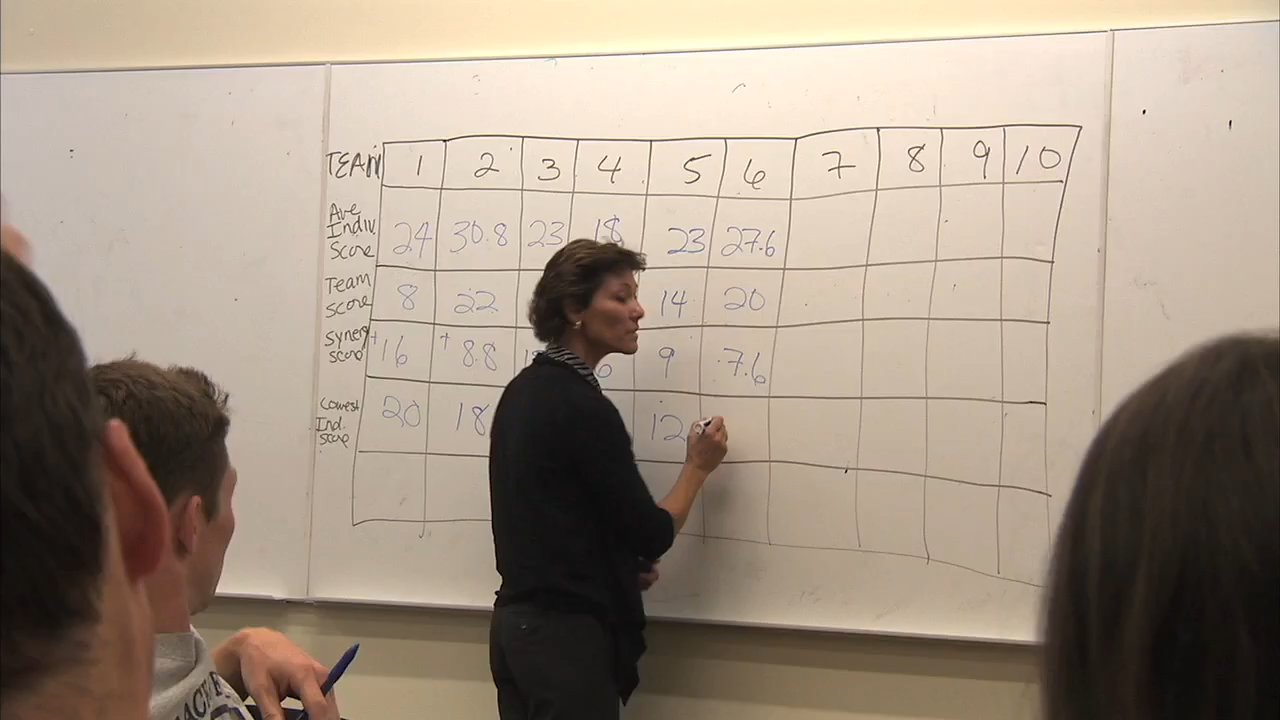 TEAM 1 2 3 4 5 6 7 8 9 10
Ave
Indiv.
Score 24 30.8 23 18 23 27.6
Team
score 8 22 14 20
Synergy
score +16 +8.8 9 7.6
Lowest
Ind.
score 20 18 12